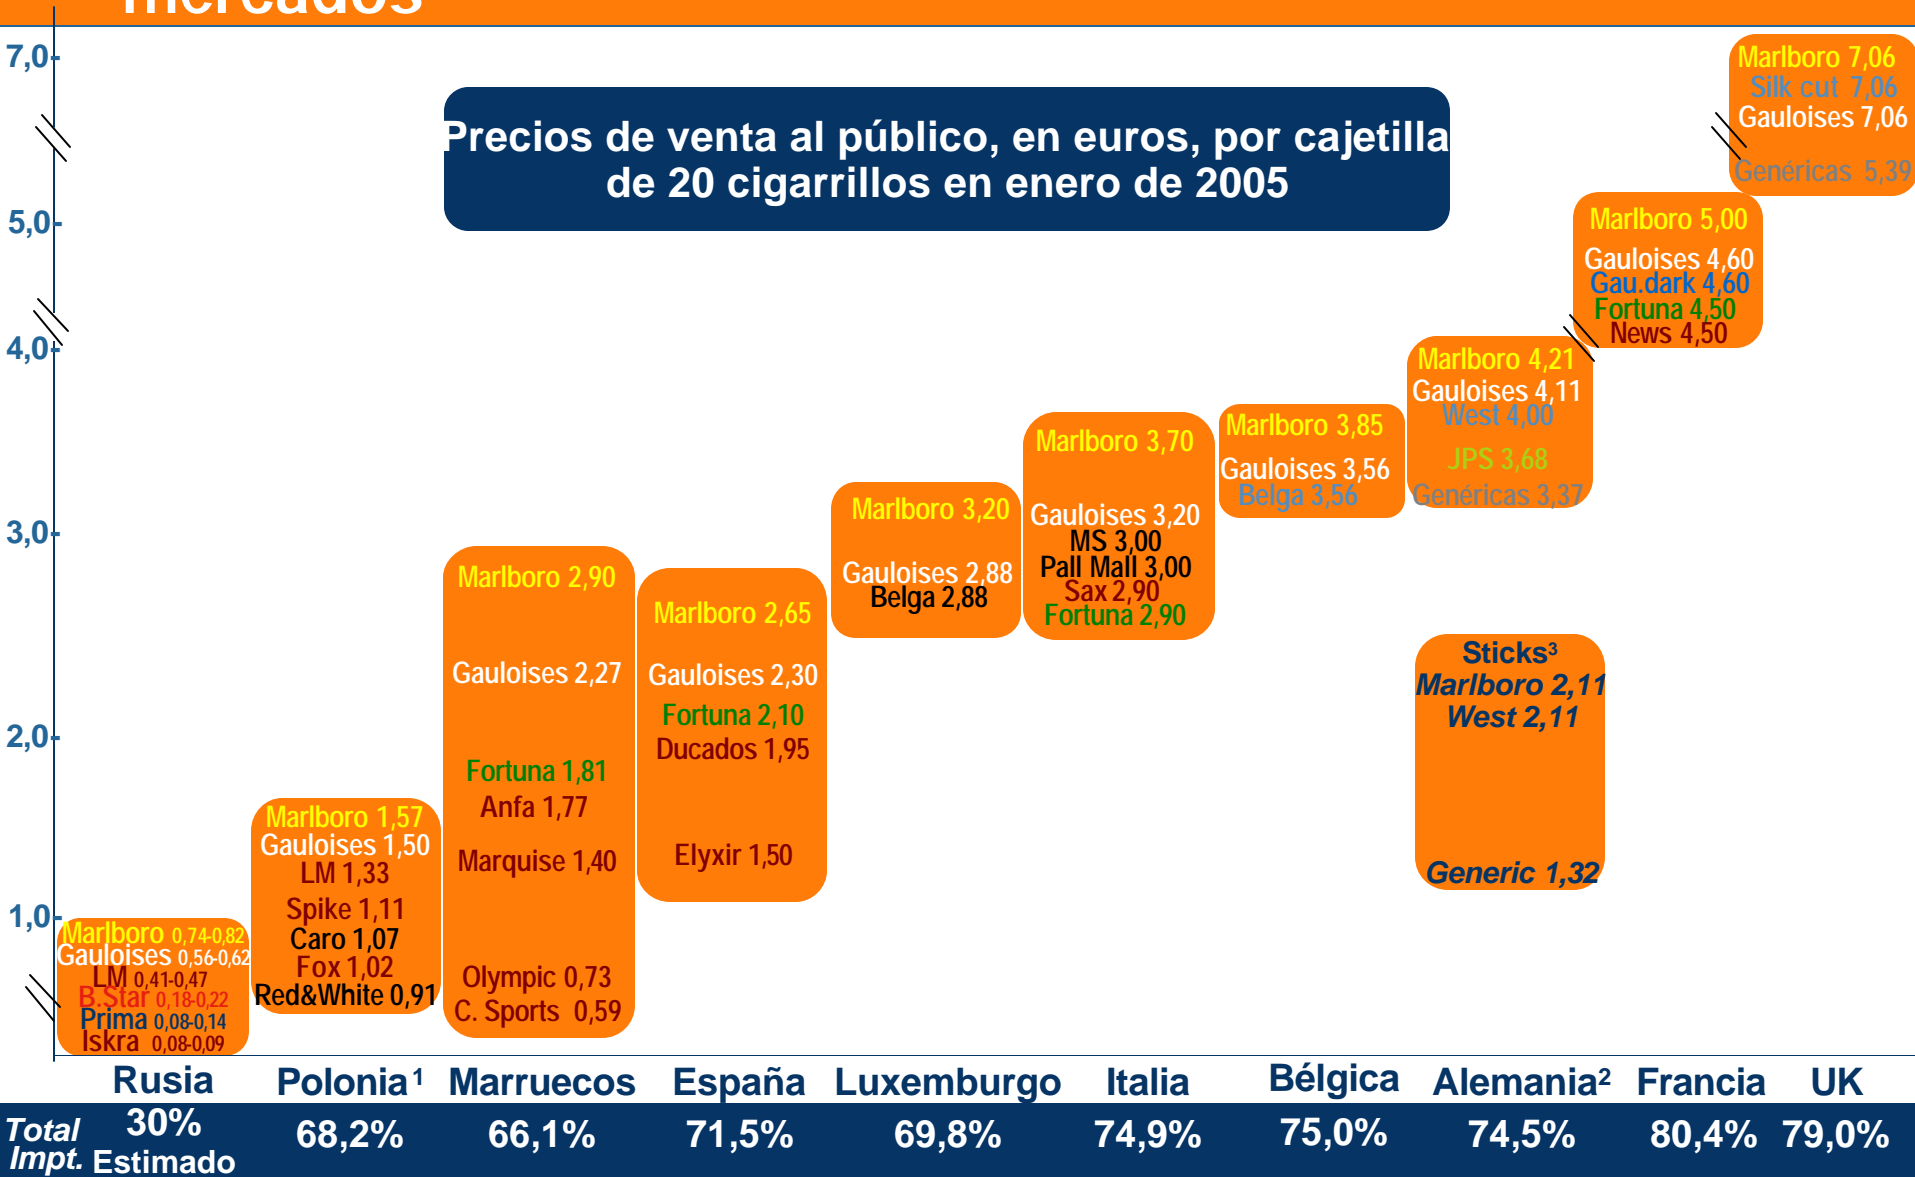 mercados
Precios de venta al público, en euros, por cajetilla
de 20 cigarrillos en enero de 2005
7,0
5,0
4,0
3,0
2,0
1,0
Marlboro 0,74-0,82
Gauloises 0,56-0,62
LM 0,41-0,47
B.Star 0,18-0,22
Prima 0,08-0,14
Iskra 0,08-0,09
Marlboro 1,57
Gauloises 1,50
LM 1,33
Spike 1,11
Caro 1,07
Fox 1,02
Red&White 0,91
Marlboro 2,90
Gauloises 2,27
Fortuna 1,81
Anfa 1,77
Marquise 1,40
Olympic 0,73
C. Sports 0,59
Marlboro 2,65
Gauloises 2,30
Fortuna 2,10
Ducados 1,95
Elyxir 1,50
Marlboro 3,20
Gauloises 2,88
Belga 2,88
Marlboro 3,70
Gauloises 3,20
MS 3,00
Pall Mall 3,00
Sax 2,90
Fortuna 2,90
Marlboro 3,85
Gauloises 3,56
Belga 3,56
Marlboro 4,21
Gauloises 4,11
West 4,00
JPS 3,68
Genéricas 3,37
Sticks³
Marlboro 2,11
West 2,11
Generic 1,32
Marlboro 5,00
Gauloises 4,60
Gau.dark 4,60
Fortuna 4,50
News 4,50
Marlboro 7,06
Silk cut 7,06
Gauloises 7,06
Genéricas 5,39
Rusia Polonia¹ Marruecos España Luxemburgo Italia Bélgica Alemania² Francia UK
Total Impt. 30% Estimado 68,2% 66,1% 71,5% 69,8% 74,9% 75,0% 74,5% 80,4% 79,0%